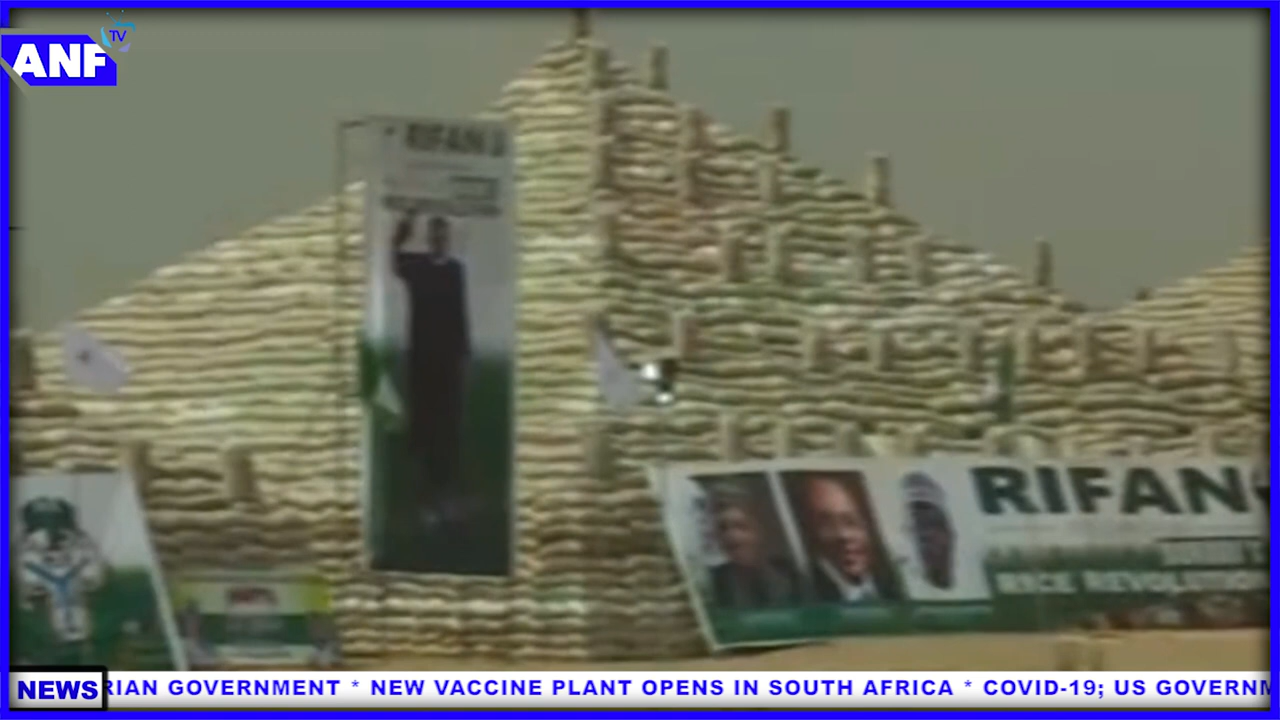 TV
ANF
RIFAN
RIFAN
RICE REVOLUTION
NEWS
RIAN GOVERNMENT * NEW VACCINE PLANT OPENS IN SOUTH AFRICA * COVID-19; US GOVERNM